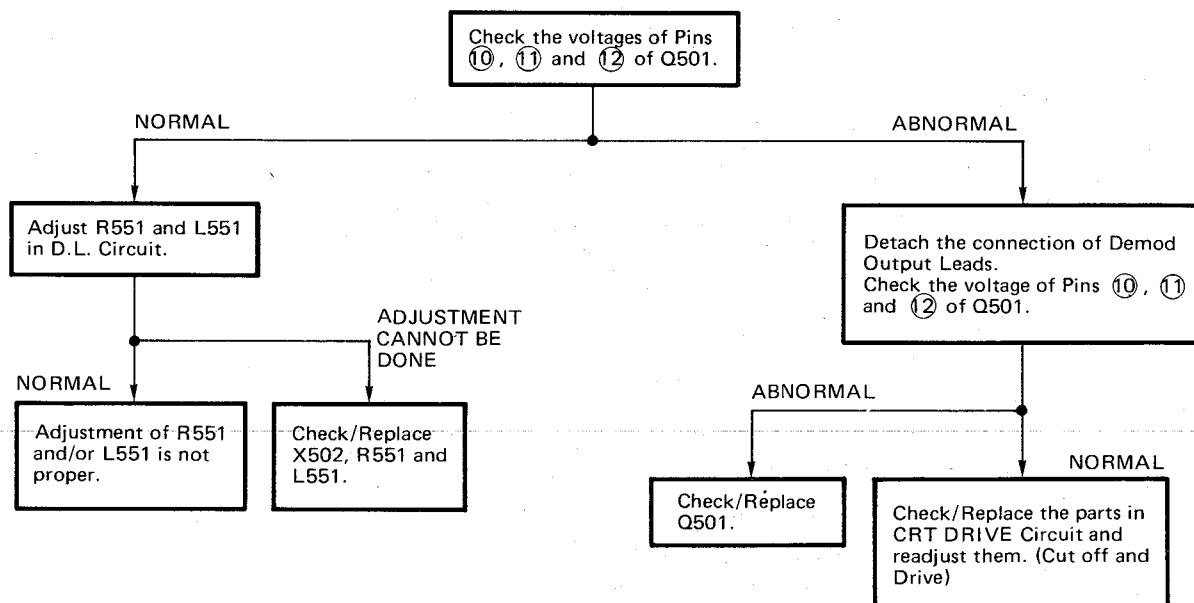 Check the voltages of Pins
⑩, ⑪ and ⑫ of Q501.
NORMAL
ABNORMAL
Adjust R551 and L551
in D.L. Circuit.
Detach the connection of Demod
Output Leads.
Check the voltage of Pins ⑩, ⑪
and ⑫ of Q501.
ADJUSTMENT
CANNOT BE
DONE
NORMAL
ABNORMAL
NORMAL
Adjustment of R551
and/or L551 is not
proper.
Check/Replace
X502, R551 and
L551.
Check/Replace
Q501.
Check/Replace the parts in
CRT DRIVE Circuit and
readjust them. (Cut off and
Drive)